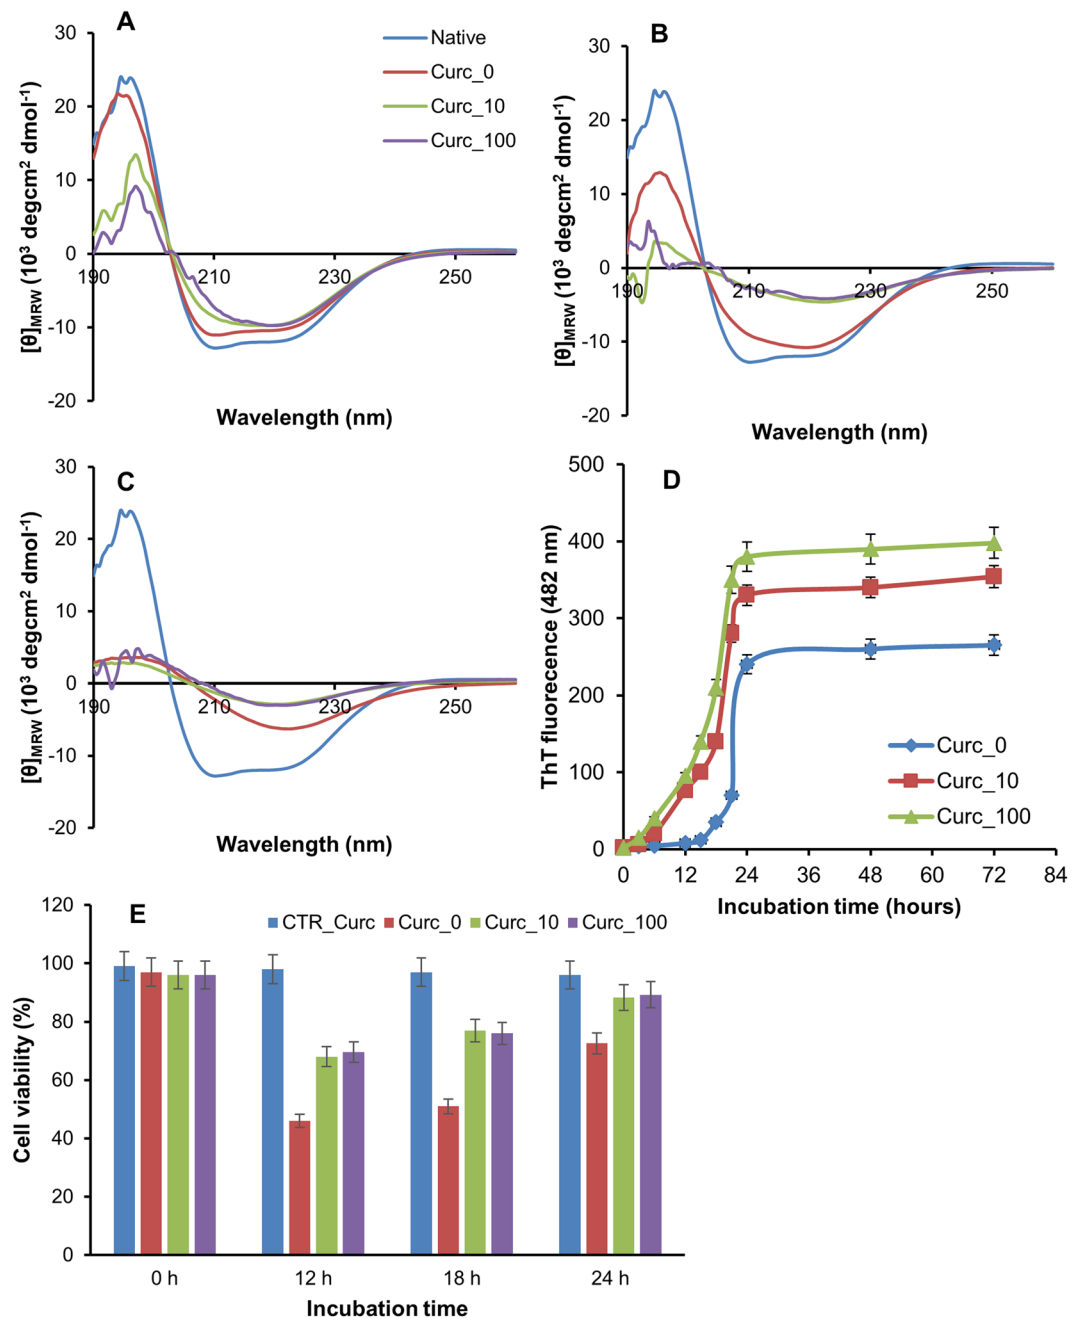 A
30
20
10
0
-10
-20
190
210
230
250
[θ]MRW (10³ degcm² dmol⁻¹)
Wavelength (nm)
Native
Curc_0
Curc_10
Curc_100
B
30
20
10
0
-10
-20
190
210
230
250
[θ]MRW (10³ degcm² dmol⁻¹)
Wavelength (nm)
C
30
20
10
0
-10
-20
190
210
230
250
[θ]MRW (10³ degcm² dmol⁻¹)
Wavelength (nm)
D
500
400
300
200
100
0
0 12 24 36 48 60 72 84
ThT fluorecence (482 nm)
Incubation time (hours)
Curc_0
Curc_10
Curc_100
E
CTR_Curc Curc_0 Curc_10 Curc_100
120
100
80
60
40
20
0
Cell viability (%)
0 h 12 h 18 h 24 h
Incubation time